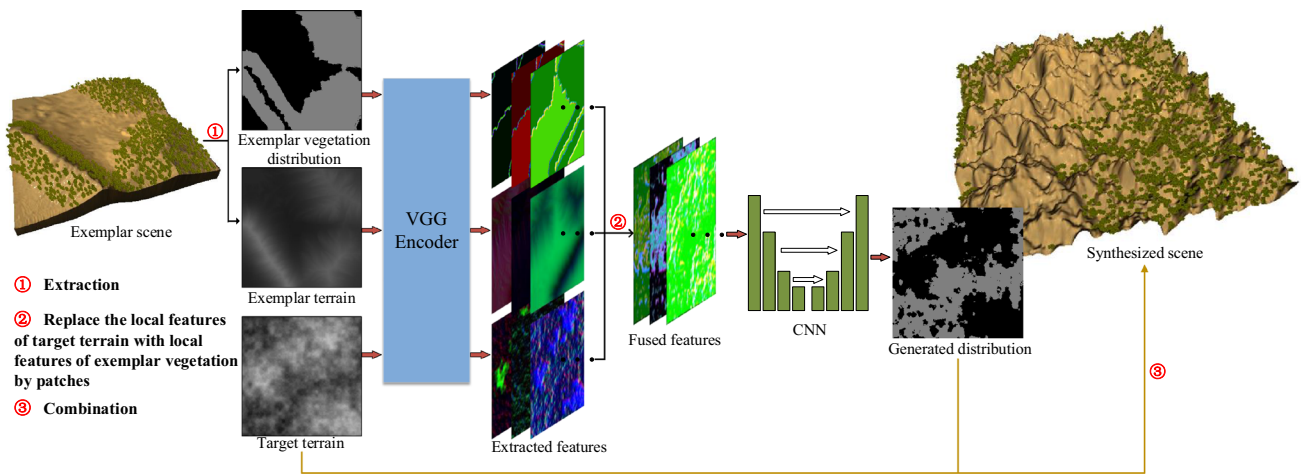 ①
Exemplar scene
Exemplar vegetation
distribution
Exemplar terrain
Target terrain
VGG
Encoder
Extracted features
②
Fused features
CNN
Generated distribution
Synthesized scene
③
① Extraction
② Replace the local features
of target terrain with local
features of exemplar vegetation
by patches
③ Combination